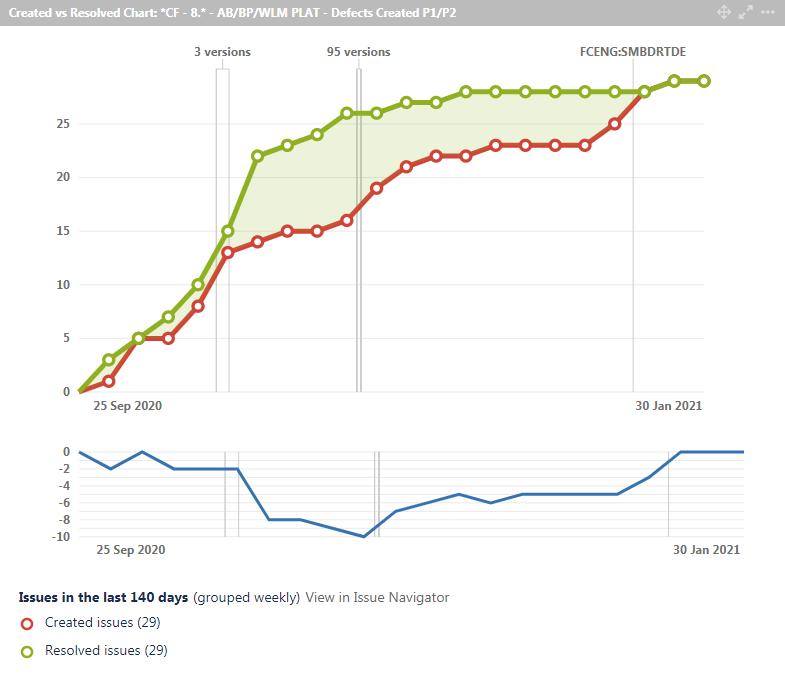 Created vs Resolved Chart: *CF - 8.* - AB/BP/WLM PLAT - Defects Created P1/P2
3 versions
95 versions
FCENG:SMBDRTDE
25
20
15
10
5
0
25 Sep 2020
30 Jan 2021
0
-2
-4
-6
-8
-10
25 Sep 2020
30 Jan 2021
Issues in the last 140 days (grouped weekly) View in Issue Navigator
Created issues (29)
Resolved issues (29)